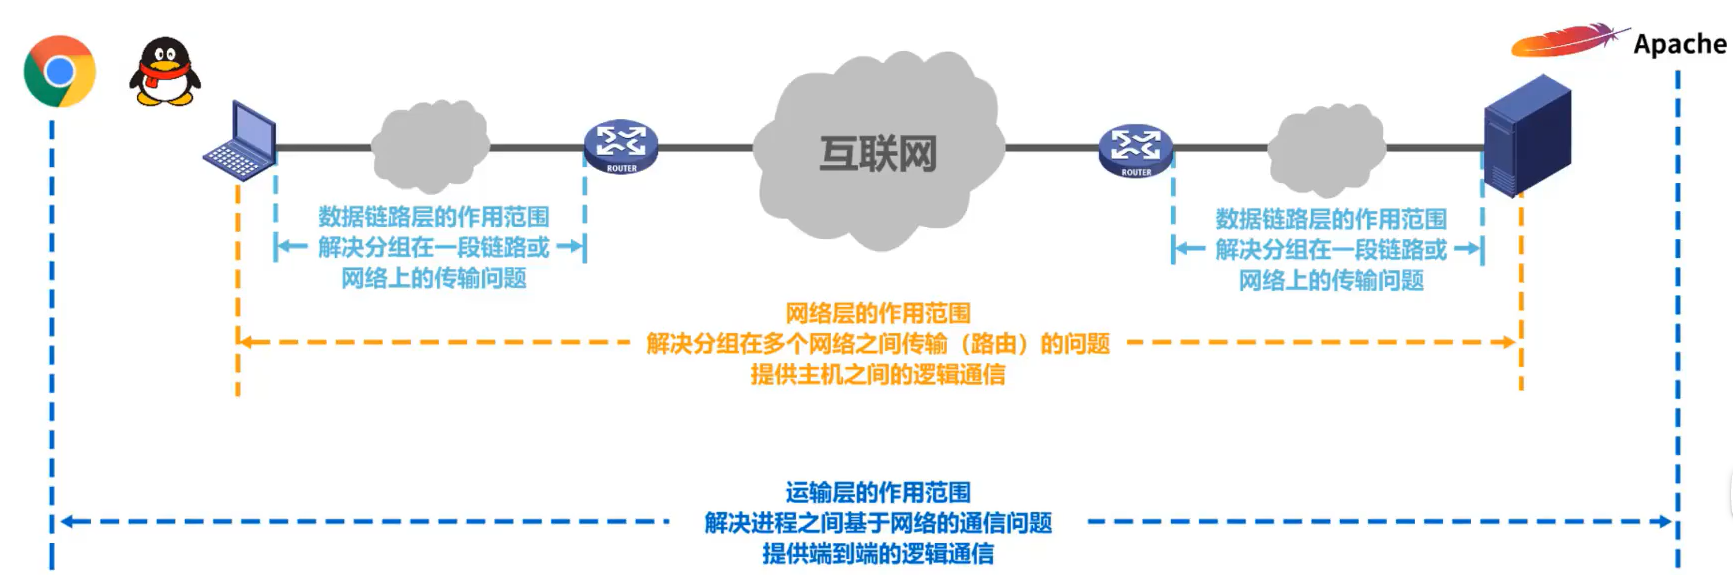 Apache
互联网
ROUTER
ROUTER
数据链路层的作用范围
解决分组在一段链路或
网络上的传输问题
数据链路层的作用范围
解决分组在一段链路或
网络上的传输问题
网络层的作用范围
解决分组在多个网络之间传输（路由）的问题
提供主机之间的逻辑通信
运输层的作用范围
解决进程之间基于网络的通信问题
提供端到端的逻辑通信